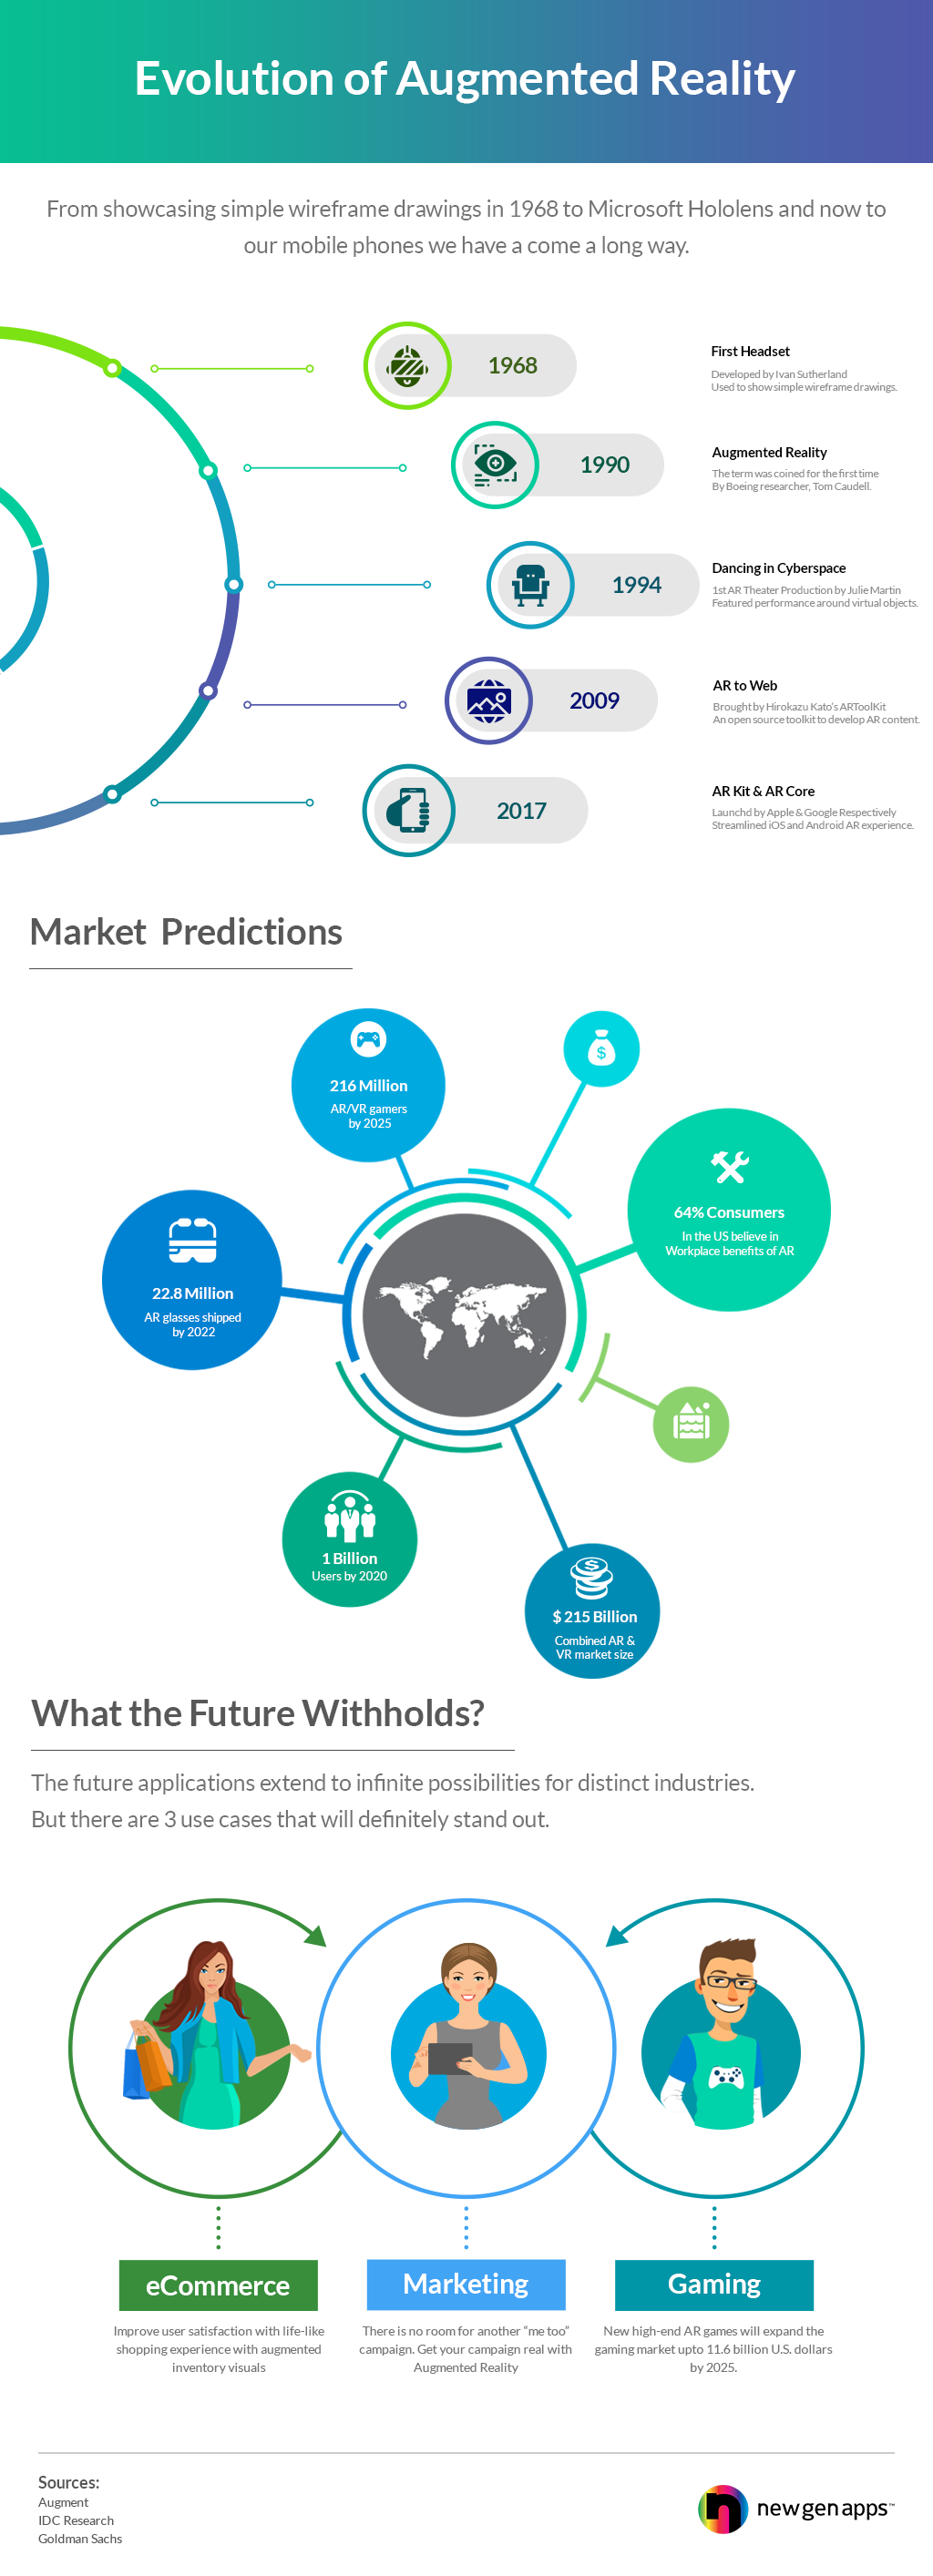 Evolution of Augmented Reality
From showcasing simple wireframe drawings in 1968 to Microsoft Hololens and now to
our mobile phones we have a come a long way.
1968
First Headset
Developed by Ivan Sutherland
Used to show simple wireframe drawings.
1990
Augmented Reality
The term was coined for the first time
By Boeing researcher, Tom Caudell.
1994
Dancing in Cyberspace
1st AR Theater Production by Julie Martin
Featured performance around virtual objects.
2009
AR to Web
Brought by Hirokazu Kato's ARToolKit
An open source toolkit to develop AR content.
2017
AR Kit & AR Core
Launchd by Apple & Google Respectively
Streamlined iOS and Android AR experience.
Market Predictions
216 Million
AR/VR gamers
by 2025
$
64% Consumers
In the US believe in
Workplace benefits of AR
22.8 Million
AR glasses shipped
by 2022
1 Billion
Users by 2020
$
$ 215 Billion
Combined AR &
VR market size
What the Future Withholds?
The future applications extend to infinite possibilities for distinct industries.
But there are 3 use cases that will definitely stand out.
eCommerce
Improve user satisfaction with life-like
shopping experience with augmented
inventory visuals
Marketing
There is no room for another “me too”
campaign. Get your campaign real with
Augmented Reality
Gaming
New high-end AR games will expand the
gaming market upto 11.6 billion U.S. dollars
by 2025.
Sources:
Augment
IDC Research
Goldman Sachs
n newgenapps™